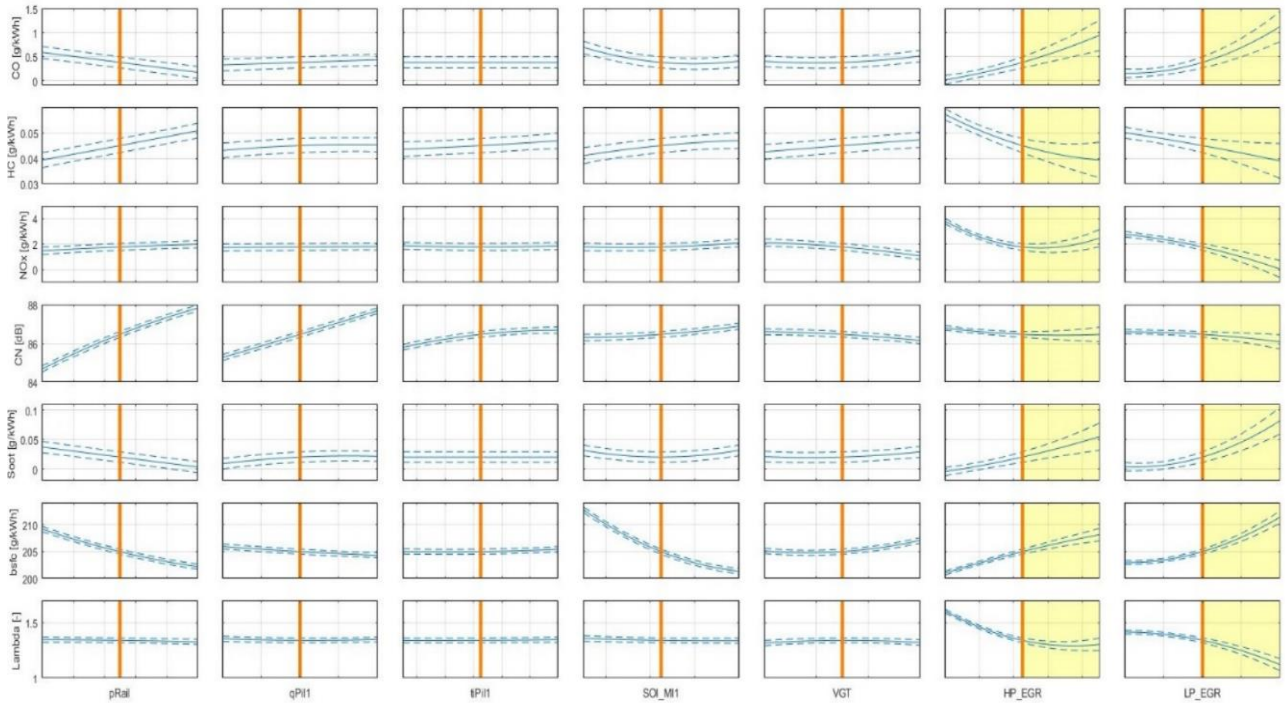 CO [g/kWh]
1.5
1
0.5
0
HC [g/kWh]
0.05
0.04
0.03
NOx [g/kWh]
4
2
0
CN [dB]
88
86
84
Soot [g/kWh]
0.1
0.05
0
bsfc [g/kWh]
210
205
200
Lambda [-]
1.5
1
pRail qPil1 tiPil1 SOI_MI1 VGT HP_EGR LP_EGR